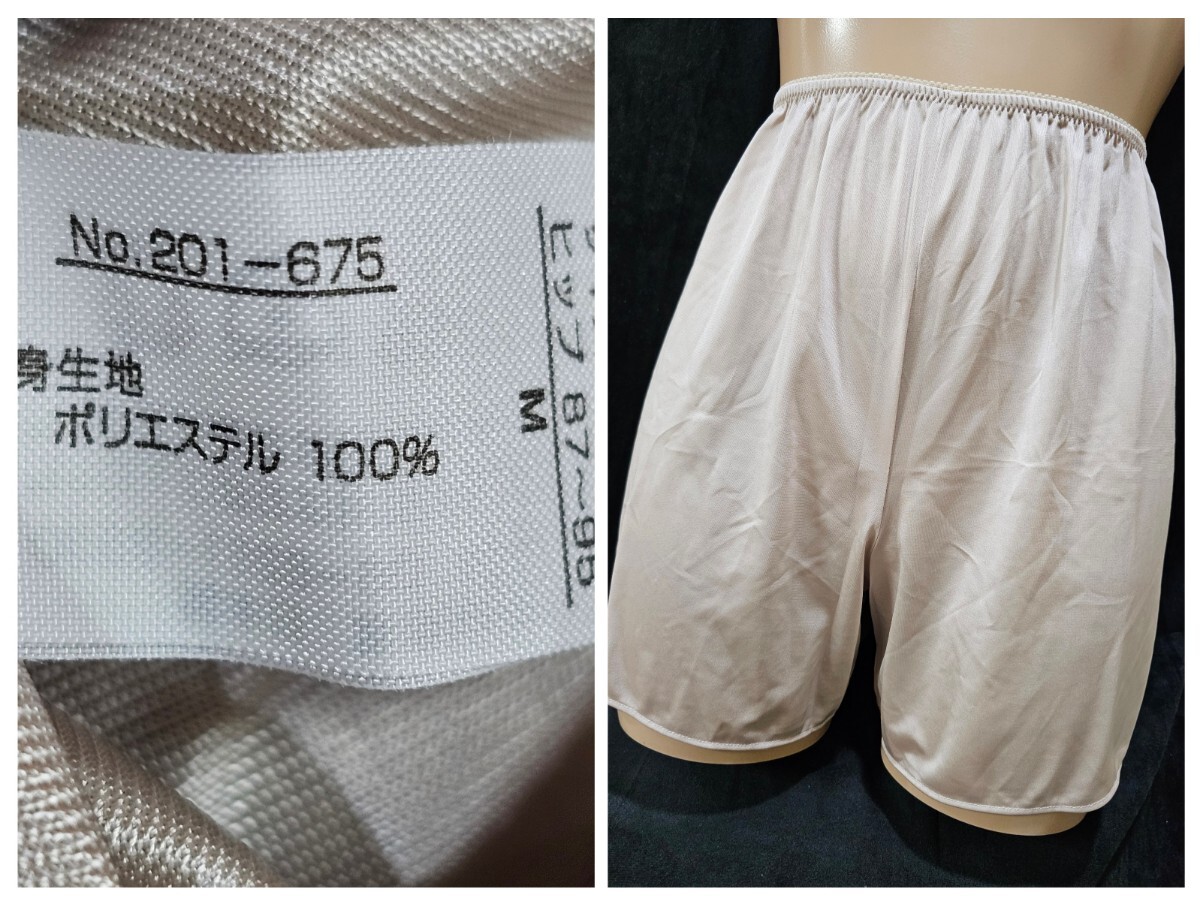 No.201-675
身生地
ポリエステル 100%
ヒップ 87~95
M